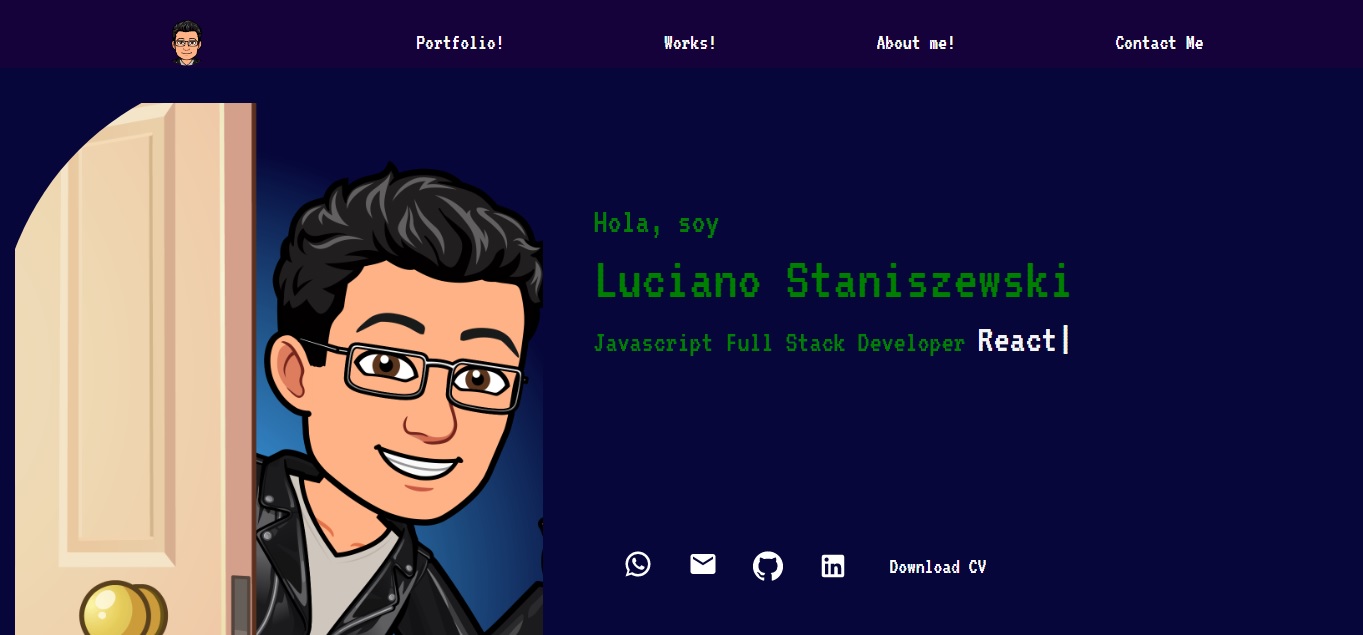 Portfolio! Works! About me! Contact Me
Hola, soy
Luciano Staniszewski
Javascript Full Stack Developer React|
Download CV